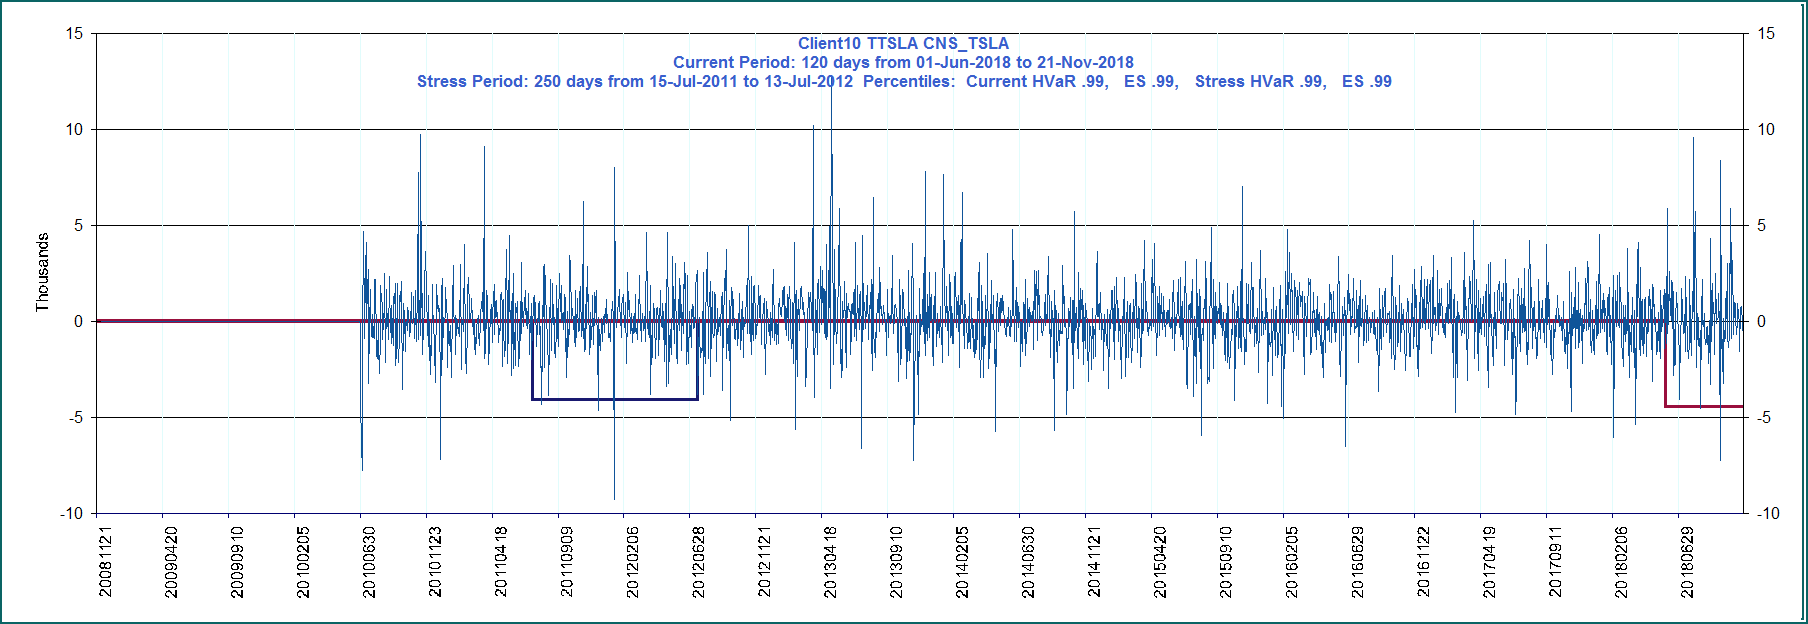 Client10 TTSLA CNS_TSLA
Current Period: 120 days from 01-Jun-2018 to 21-Nov-2018
Stress Period: 250 days from 15-Jul-2011 to 13-Jul-2012  Percentiles:  Current HVaR .99,   ES .99,   Stress HVaR .99,   ES .99
15 15
10 10
5 5
Thousands
0 0
-5 -5
-10 -10
20081121 20090420 20090910 20100205 20100630 20101123 20110418 20110909 20120206 20120628 20121121 20130418 20130910 20140205 20140630 20141121 20150420 20150910 20160205 20160629 20161122 20170419 20170911 20180206 20180629